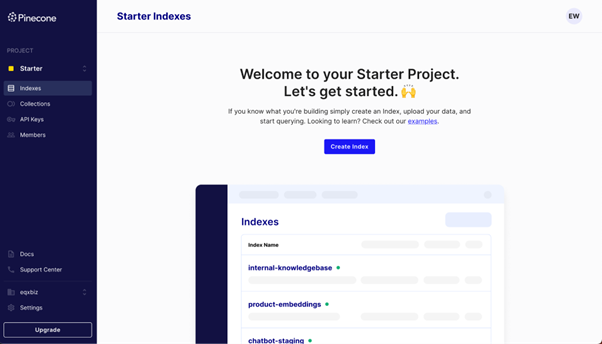 Pinecone
Starter Indexes
EW
PROJECT
Starter
Indexes
Collections
API Keys
Members
Welcome to your Starter Project.
Let's get started. 🙌
If you know what you're building simply create an Index, upload your data, and
start querying. Looking to learn? Check out our examples.
Create Index
Indexes
Index Name
internal-knowledgebase
product-embeddings
chatbot-staging
Docs
Support Center
eqxbiz
Settings
Upgrade